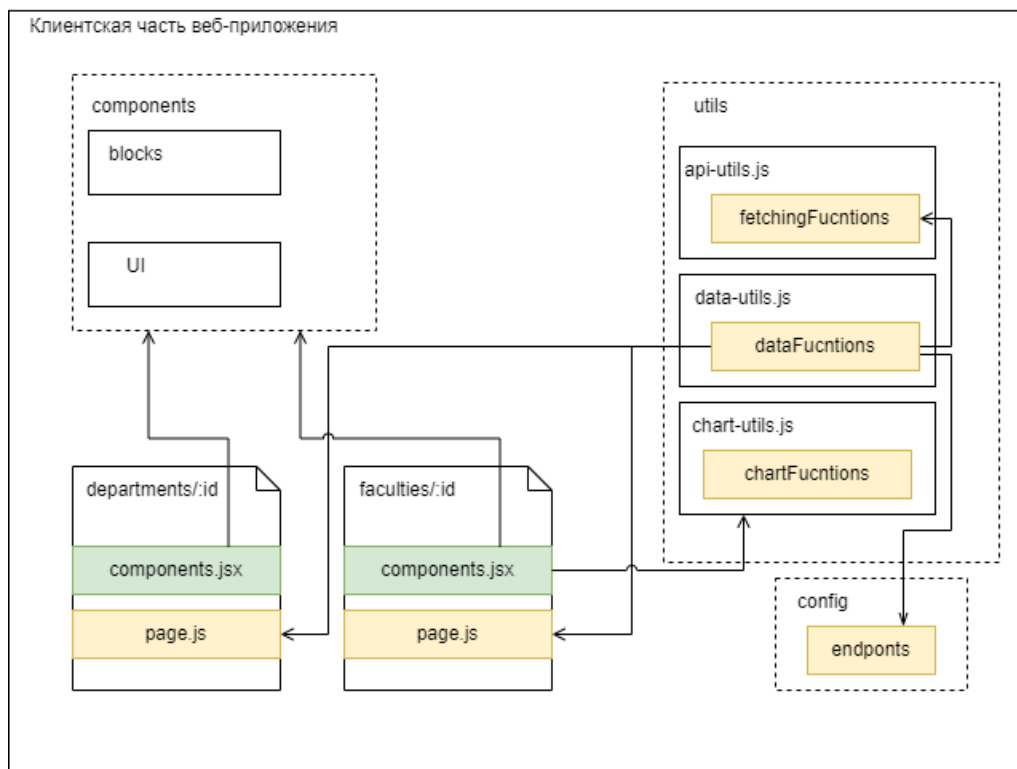 Клиентская часть веб-приложения
components
blocks
UI
utils
api-utils.js
fetchingFucntions
data-utils.js
dataFucntions
chart-utils.js
chartFucntions
departments/:id
components.jsx
page.js
faculties/:id
components.jsx
page.js
config
endponts